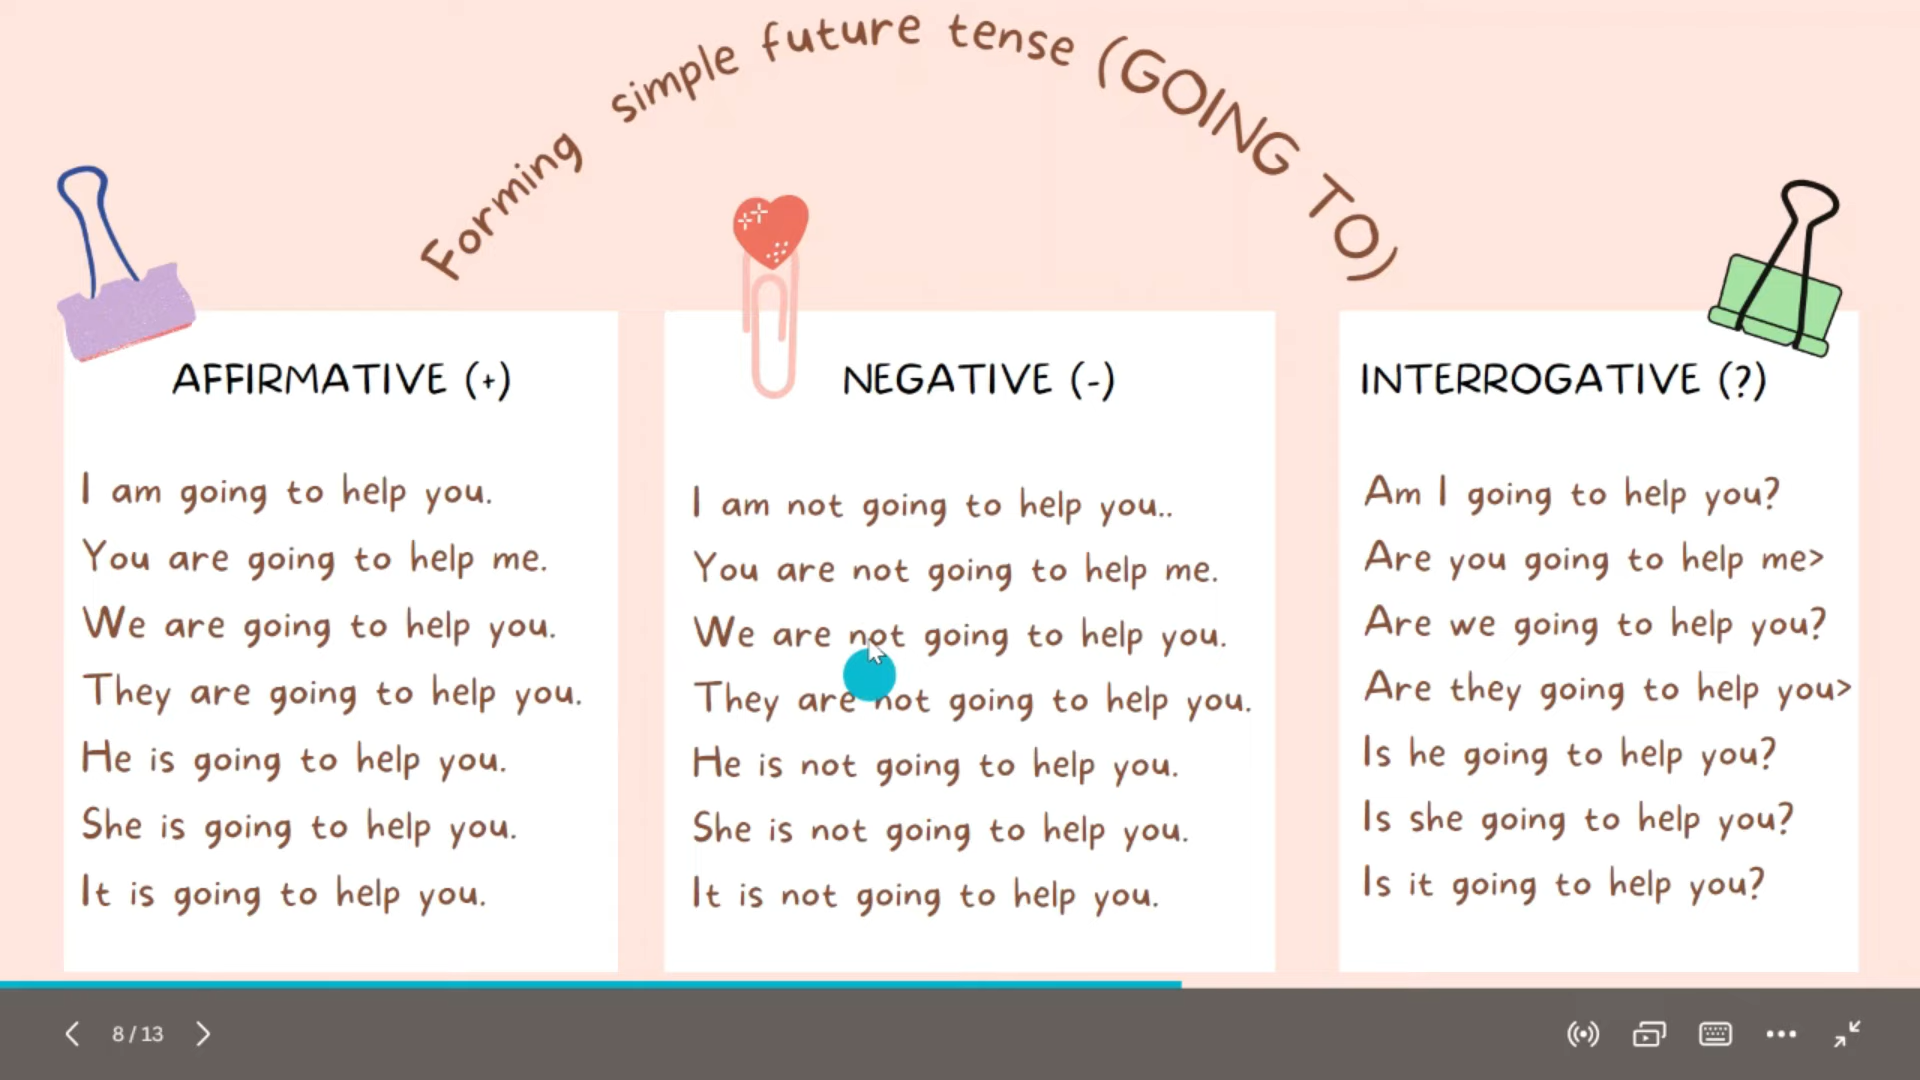 Forming simple future tense (GOING TO)
AFFIRMATIVE (+)
I am going to help you.
You are going to help me.
We are going to help you.
They are going to help you.
He is going to help you.
She is going to help you.
It is going to help you.
NEGATIVE (-)
I am not going to help you..
You are not going to help me.
We are not going to help you.
They are not going to help you.
He is not going to help you.
She is not going to help you.
It is not going to help you.
INTERROGATIVE (?)
Am I going to help you?
Are you going to help me>
Are we going to help you?
Are they going to help you>
Is he going to help you?
Is she going to help you?
Is it going to help you?
8 / 13